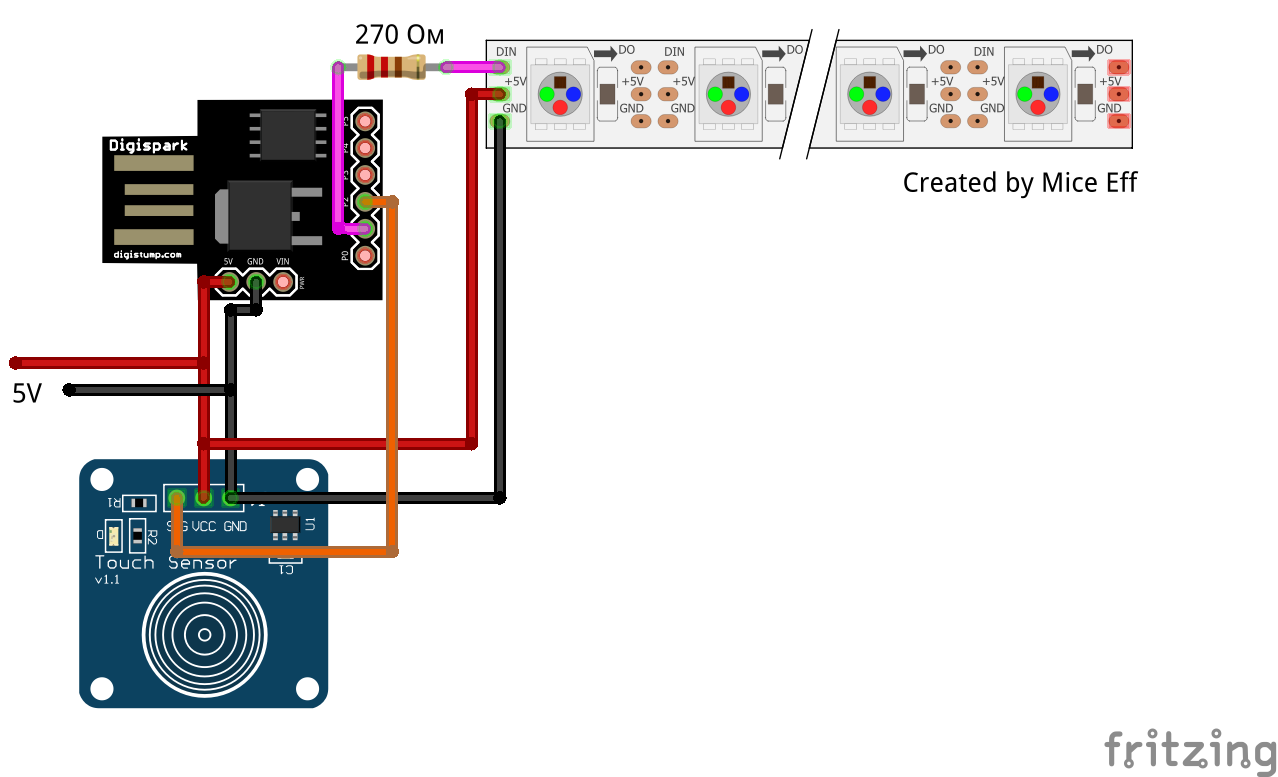 270 Ом
DIN DO DIN DO DO DIN DO
+5V +5V +5V +5V +5V +5V
GND GND GND GND GND GND
Created by Mice Eff
Digispark
digistump.com
P5
P4
P3
P2
P0
5V GND VIN
PWR
5V
R1
SIG VCC GND
U1
D
R2
Touch Sensor
v1.1
C1
fritzing